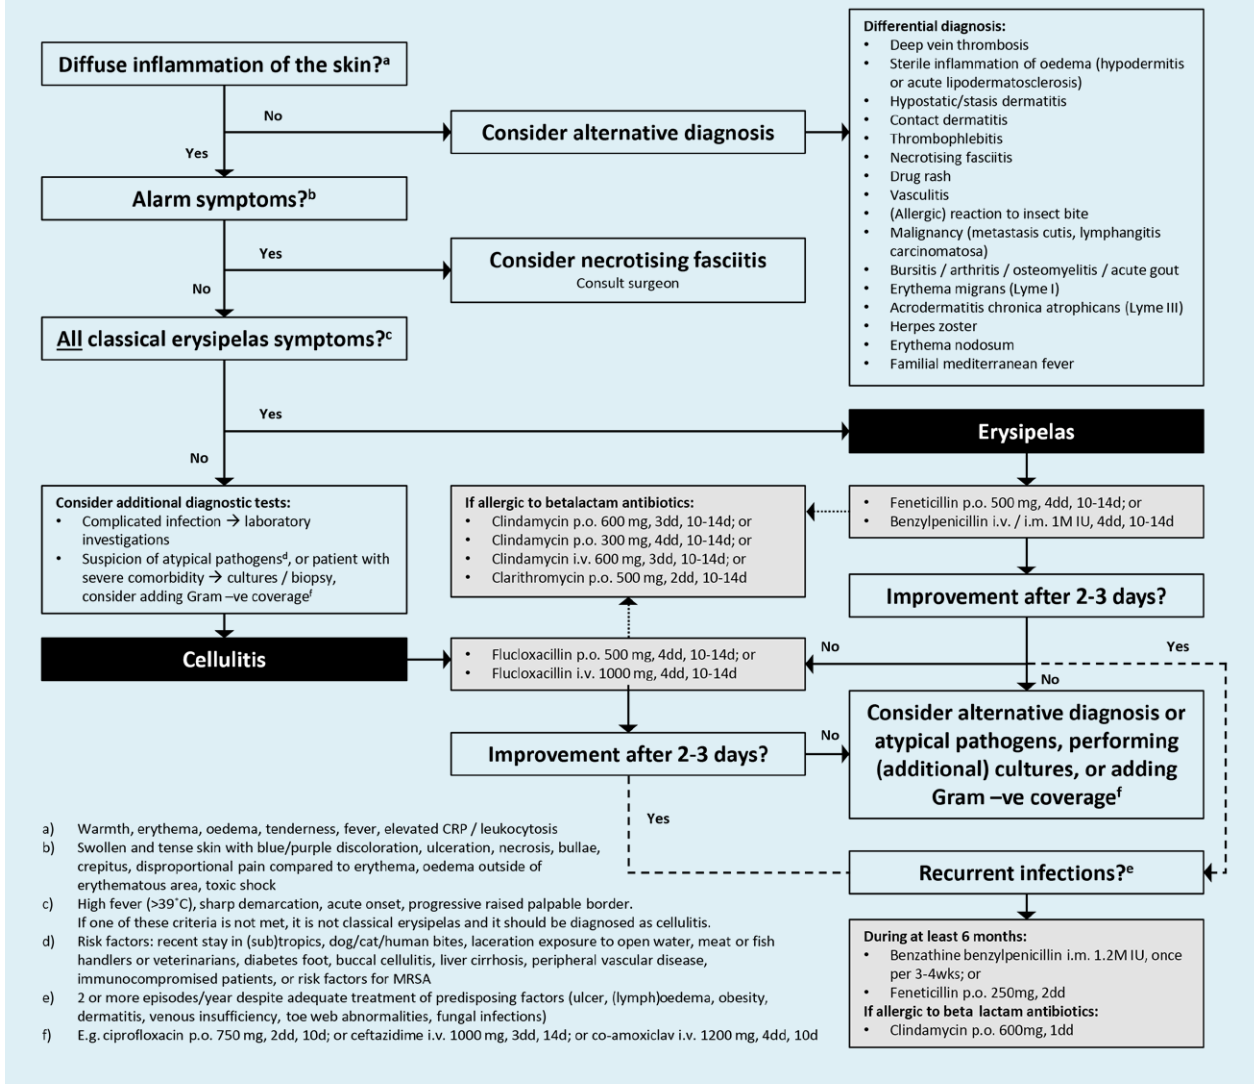 Diffuse inflammation of the skin?a
No
Yes
Consider alternative diagnosis
Differential diagnosis:
• Deep vein thrombosis
• Sterile inflammation of oedema (hypodermitis
or acute lipodermatosclerosis)
• Hypostatic/stasis dermatitis
• Contact dermatitis
• Thrombophlebitis
• Necrotising fasciitis
• Drug rash
• Vasculitis
• (Allergic) reaction to insect bite
• Malignancy (metastasis cutis, lymphangitis
carcinomatosa)
• Bursitis / arthritis / osteomyelitis / acute gout
• Erythema migrans (Lyme I)
• Acrodermatitis chronica atrophicans (Lyme III)
• Herpes zoster
• Erythema nodosum
• Familial mediterranean fever
Alarm symptoms?b
Yes
No
Consider necrotising fasciitis
Consult surgeon
All classical erysipelas symptoms?c
Yes
No
Erysipelas
Consider additional diagnostic tests:
• Complicated infection → laboratory
investigations
• Suspicion of atypical pathogensd, or patient with
severe comorbidity → cultures / biopsy,
consider adding Gram –ve coveragef
If allergic to betalactam antibiotics:
• Clindamycin p.o. 600 mg, 3dd, 10-14d; or
• Clindamycin p.o. 300 mg, 4dd, 10-14d; or
• Clindamycin i.v. 600 mg, 3dd, 10-14d; or
• Clarithromycin p.o. 500 mg, 2dd, 10-14d
• Feneticillin p.o. 500 mg, 4dd, 10-14d; or
• Benzylpenicillin i.v. / i.m. 1M IU, 4dd, 10-14d
Improvement after 2-3 days?
Cellulitis
• Flucloxacillin p.o. 500 mg, 4dd, 10-14d; or
• Flucloxacillin i.v. 1000 mg, 4dd, 10-14d
No
Yes
No
Improvement after 2-3 days?
No
Yes
Consider alternative diagnosis or
atypical pathogens, performing
(additional) cultures, or adding
Gram –ve coveragef
Recurrent infections?e
During at least 6 months:
• Benzathine benzylpenicillin i.m. 1.2M IU, once
per 3-4wks; or
• Feneticillin p.o. 250mg, 2dd
If allergic to beta lactam antibiotics:
• Clindamycin p.o. 600mg, 1dd
a) Warmth, erythema, oedema, tenderness, fever, elevated CRP / leukocytosis
b) Swollen and tense skin with blue/purple discoloration, ulceration, necrosis, bullae,
crepitus, disproportional pain compared to erythema, oedema outside of
erythematous area, toxic shock
c) High fever (>39˚C), sharp demarcation, acute onset, progressive raised palpable border.
If one of these criteria is not met, it is not classical erysipelas and it should be diagnosed as cellulitis.
d) Risk factors: recent stay in (sub)tropics, dog/cat/human bites, laceration exposure to open water, meat or fish
handlers or veterinarians, diabetes foot, buccal cellulitis, liver cirrhosis, peripheral vascular disease,
immunocompromised patients, or risk factors for MRSA
e) 2 or more episodes/year despite adequate treatment of predisposing factors (ulcer, (lymph)oedema, obesity,
dermatitis, venous insufficiency, toe web abnormalities, fungal infections)
f) E.g. ciprofloxacin p.o. 750 mg, 2dd, 10d; or ceftazidime i.v. 1000 mg, 3dd, 14d; or co-amoxiclav i.v. 1200 mg, 4dd, 10d